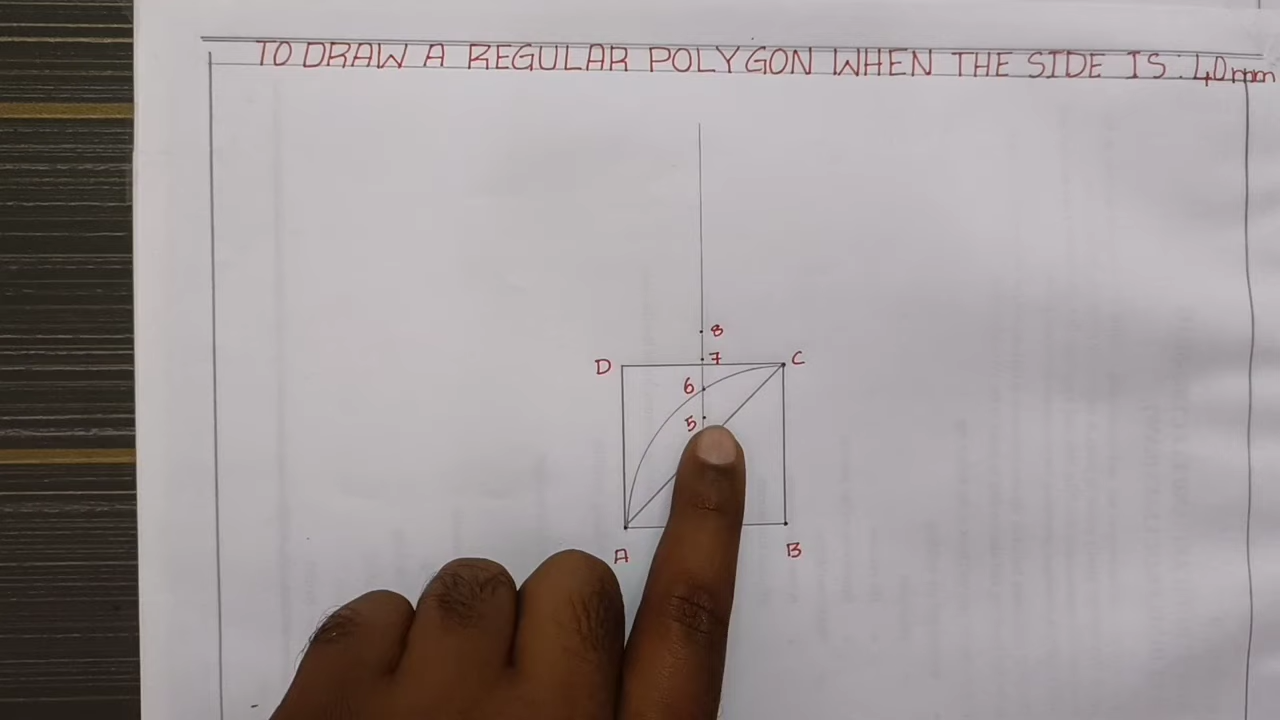 TO DRAW A REGULAR POLYGON WHEN THE SIDE IS : 40mm
8
7
D
C
6
5
A
B